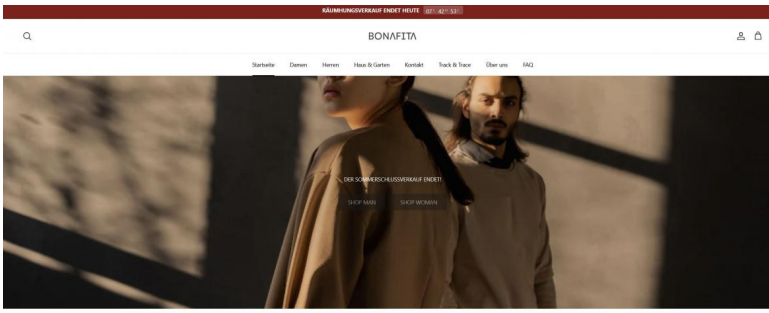 RÄUMHUNGSVERKAUF ENDET HEUTE 07 42 53
BONAFITA
Startseite Damen Herren Haus & Garten Kontakt Track & Trace Über uns FAQ
DER SOMMERSCHLUSSVERKAUF ENDET!
SHOP MAN SHOP WOMAN